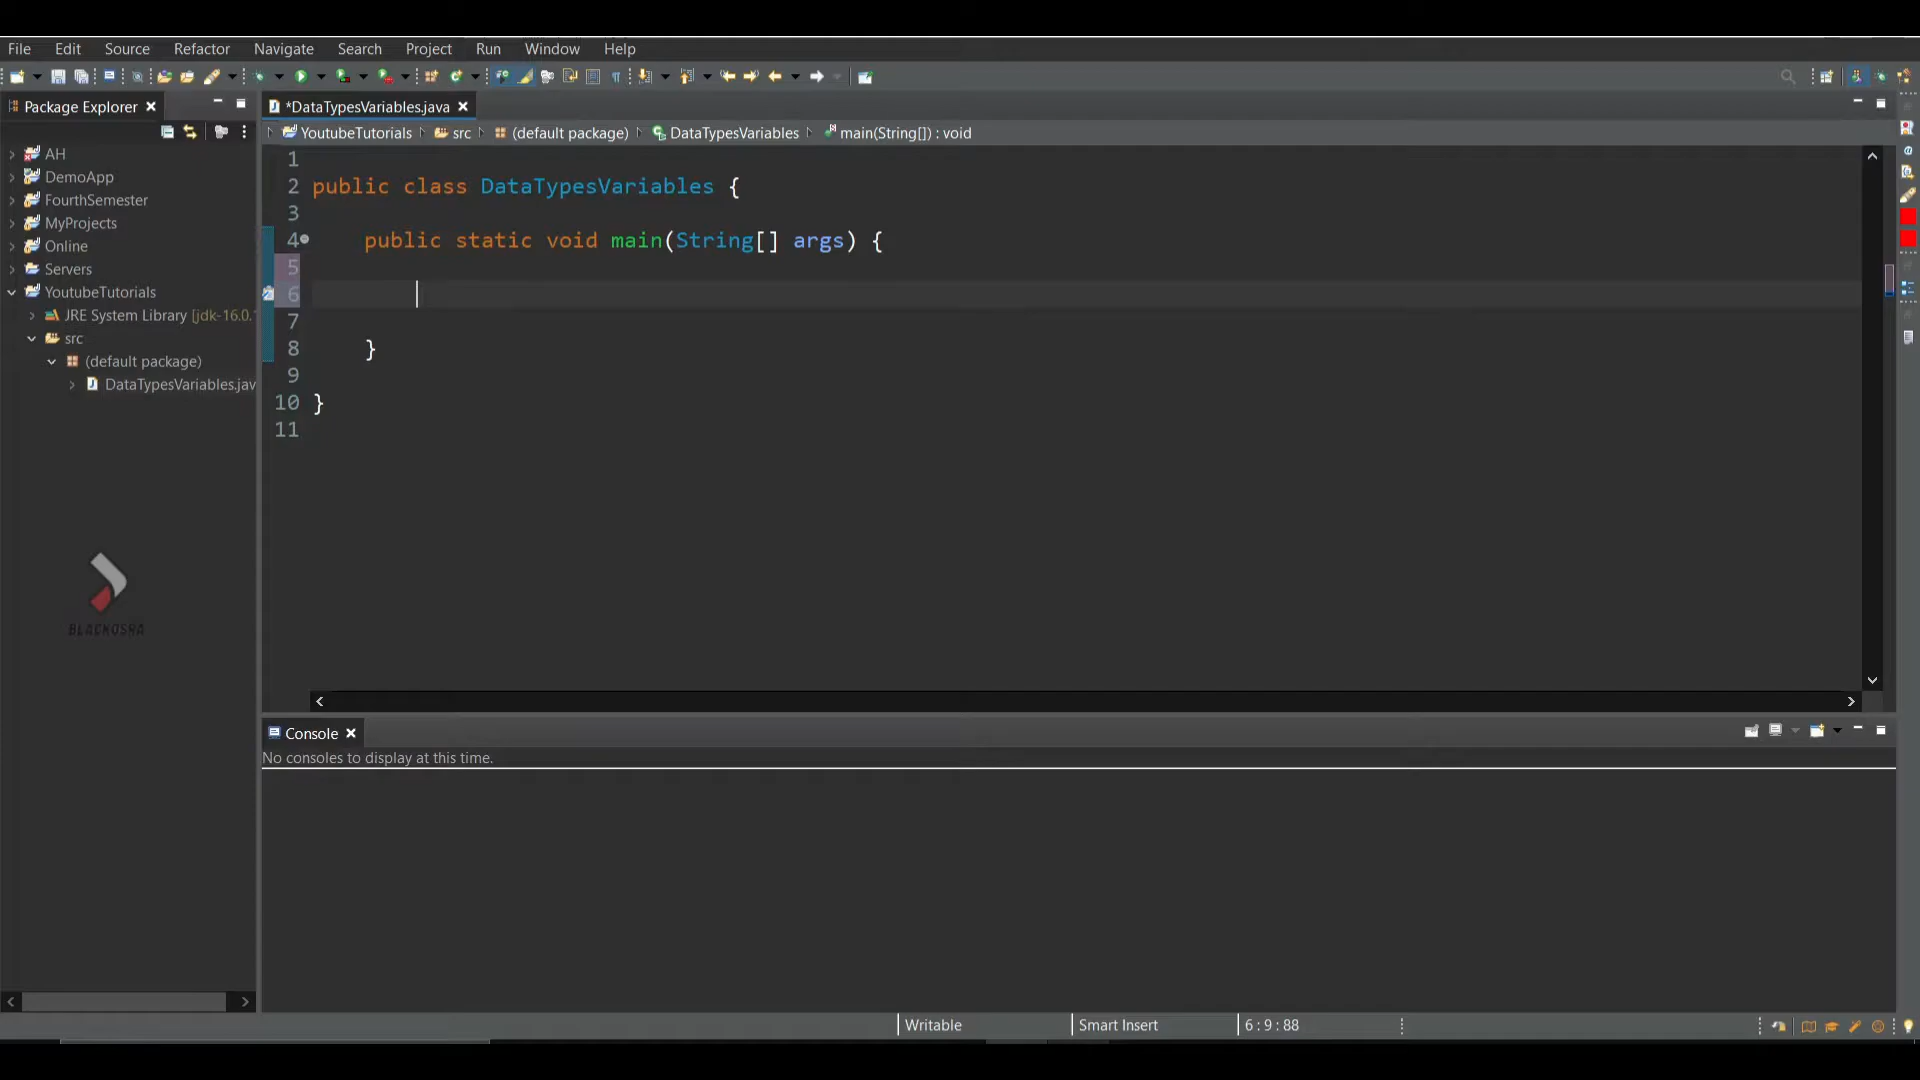 File Edit Source Refactor Navigate Search Project Run Window Help
Package Explorer
*DataTypesVariables.java
YoutubeTutorials src (default package) DataTypesVariables main(String[]) : void
AH
DemoApp
FourthSemester
MyProjects
Online
Servers
YoutubeTutorials
JRE System Library [jdk-16.0.
src
(default package)
DataTypesVariables.jav
BLACKOSRA
1
2 public class DataTypesVariables {
3
4 public static void main(String[] args) {
5
6
7
8 }
9
10 }
11
Console
No consoles to display at this time.
Writable Smart Insert 6 : 9 : 88